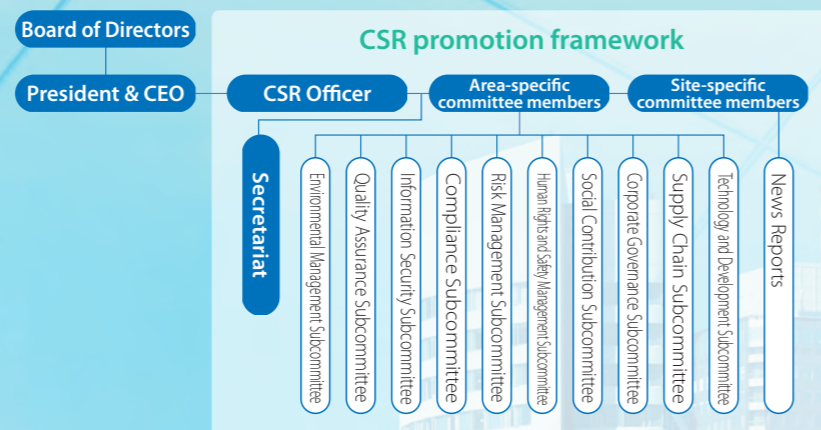 Board of Directors
CSR promotion framework
President & CEO
CSR Officer
Area-specific
committee members
Site-specific
committee members
Secretariat
Environmental Management Subcommittee
Quality Assurance Subcommittee
Information Security Subcommittee
Compliance Subcommittee
Risk Management Subcommittee
Human Rights and Safety Management Subcommittee
Social Contribution Subcommittee
Corporate Governance Subcommittee
Supply Chain Subcommittee
Technology and Development Subcommittee
News Reports